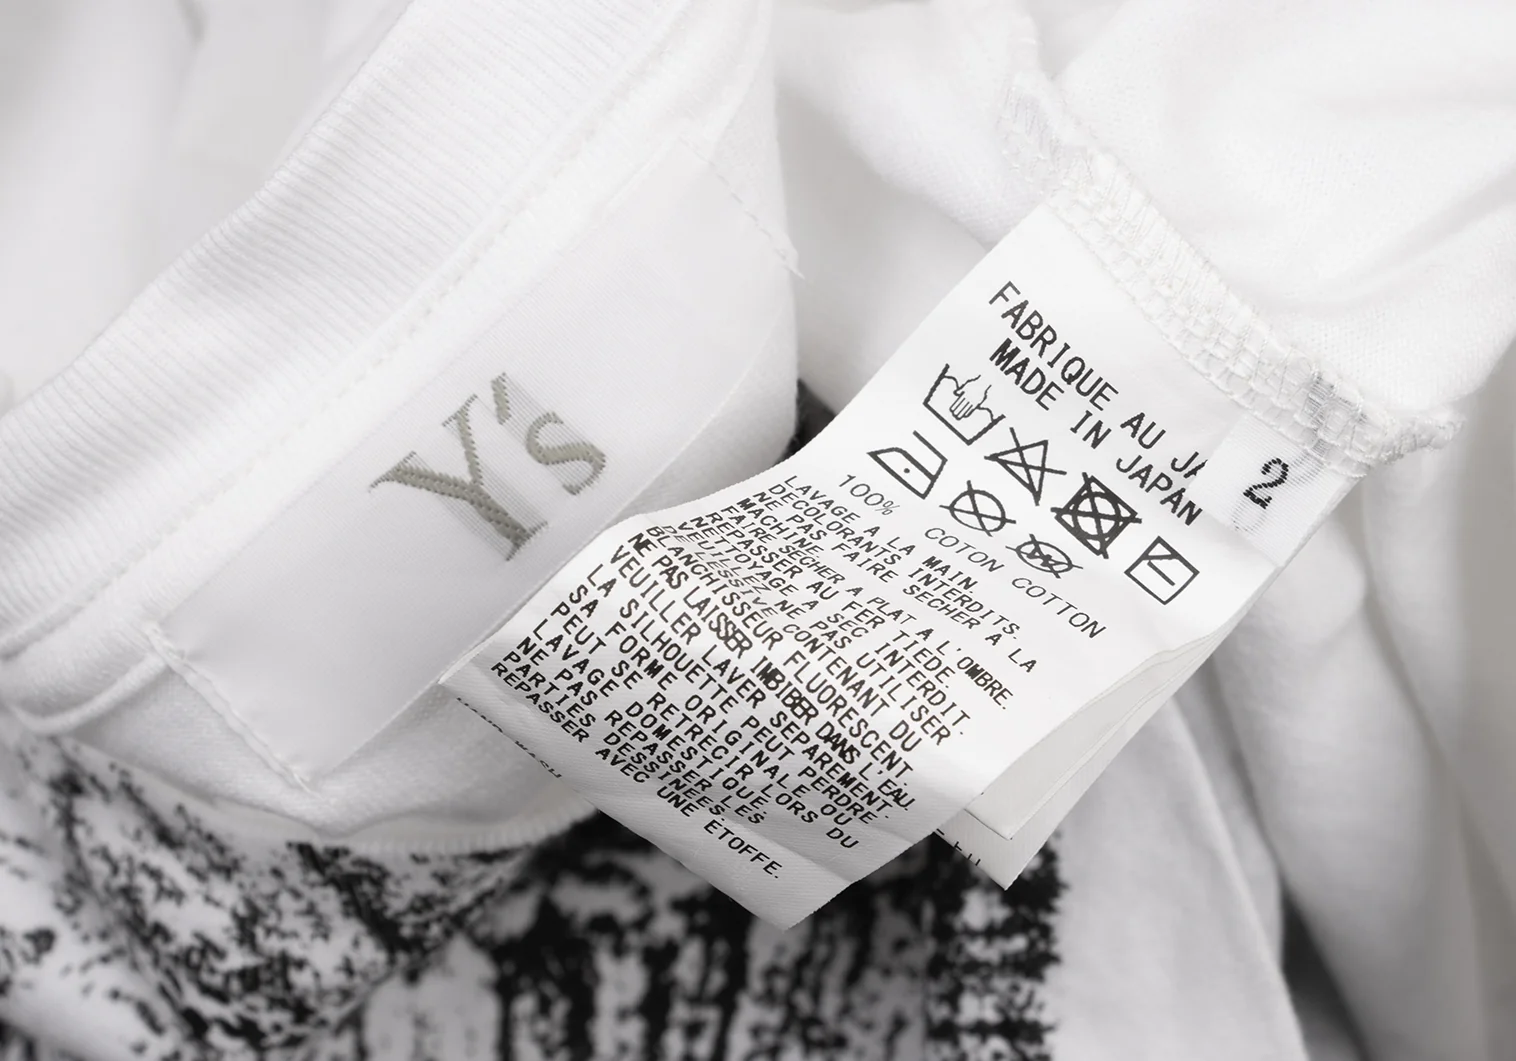 Y's
FABRIQUE AU JA
MADE IN JAPAN
2
100% COTON COTTON
LAVAGE A LA MAIN.
DECOLORANTS INTERDITS.
NE PAS FAIRE SECHER A LA
MACHINE.
FAIRE SECHER A PLAT A L'OMBRE.
REPASSER AU FER TIEDE.
NETTOYAGE A SEC INTERDIT.
VEUILLEZ NE PAS UTILISER
BLANCHISSEUR FLUORESCENT.
NE PAS LAISSER IMBIBER DANS L'EAU.
VEUILLER LAVER SEPAREMENT.
LA SILHOUETTE PEUT PERDRE
SA FORME ORIGINALE OU
PEUT SE RETRECIR LORS DU
LAVAGE DOMESTIQUE.
NE PAS REPASSER LES
PARTIES DESSINEES.
REPASSER AVEC UNE ETOFFE.